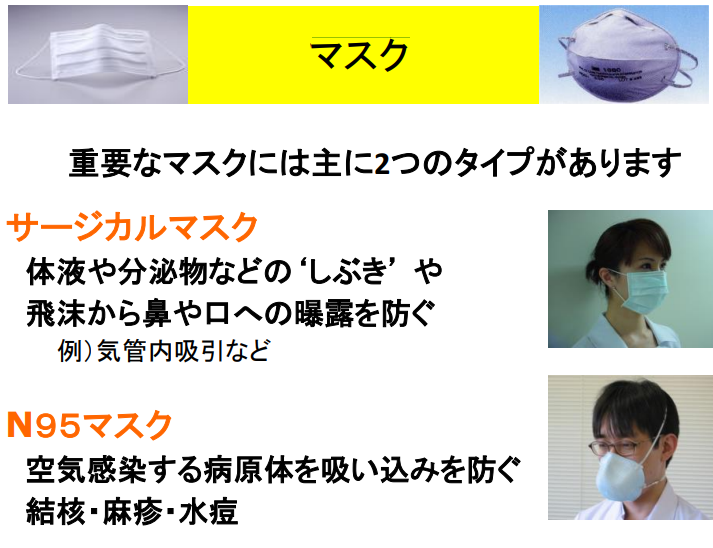 マスク
重要なマスクには主に2つのタイプがあります
サージカルマスク
体液や分泌物などの‘しぶき’や
飛沫から鼻や口への曝露を防ぐ
例）気管内吸引など
N95マスク
空気感染する病原体を吸い込みを防ぐ
結核・麻疹・水痘